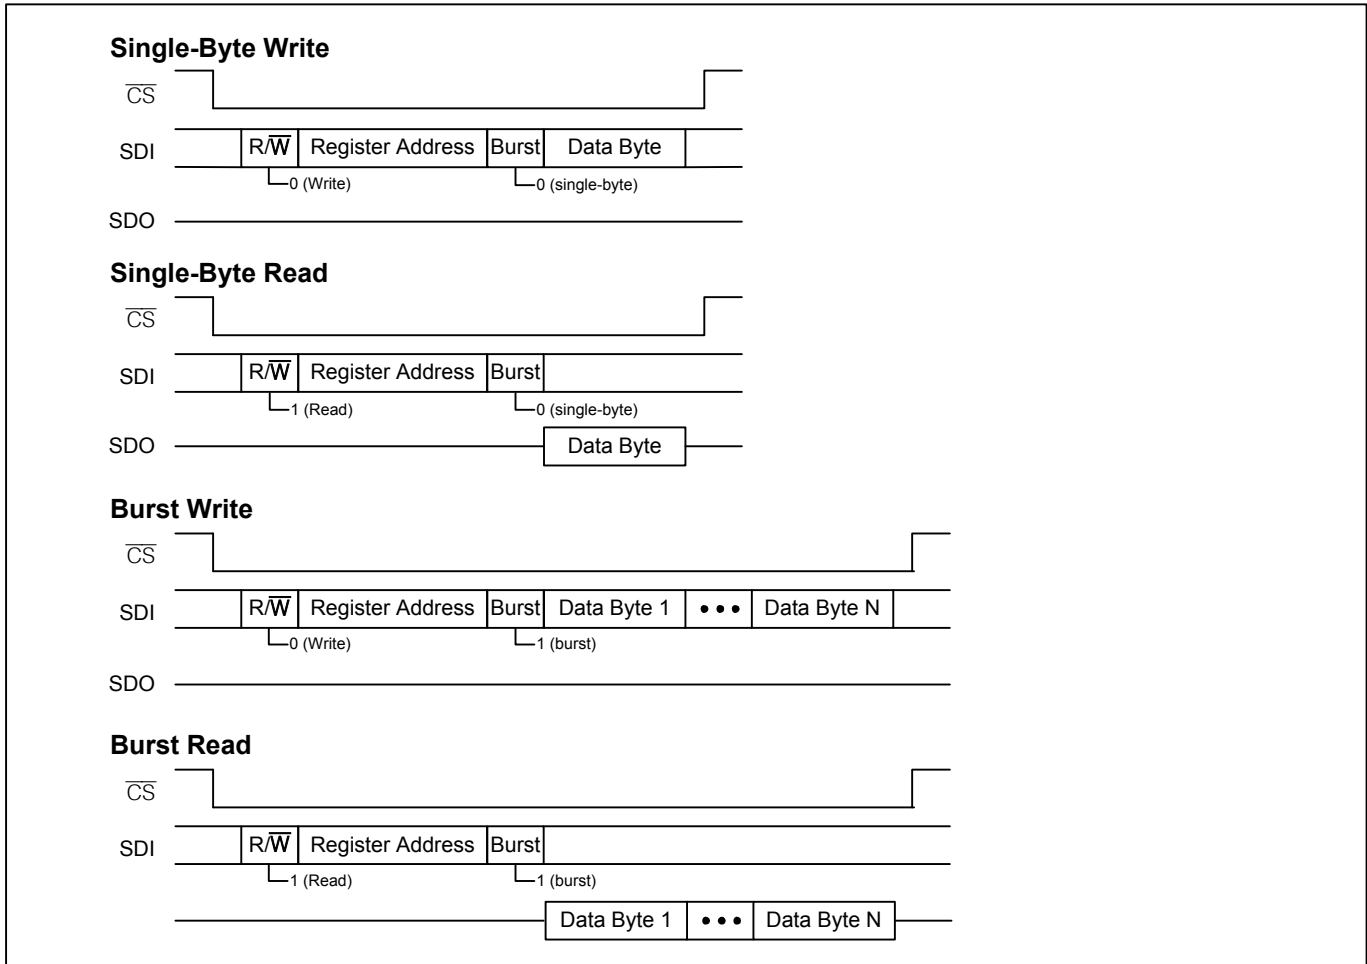 Single-Byte Write
CS
SDI R/W Register Address Burst Data Byte
0 (Write) 0 (single-byte)
SDO
Single-Byte Read
CS
SDI R/W Register Address Burst
1 (Read) 0 (single-byte)
SDO Data Byte
Burst Write
CS
SDI R/W Register Address Burst Data Byte 1 ••• Data Byte N
0 (Write) 1 (burst)
SDO
Burst Read
CS
SDI R/W Register Address Burst
1 (Read) 1 (burst)
Data Byte 1 ••• Data Byte N